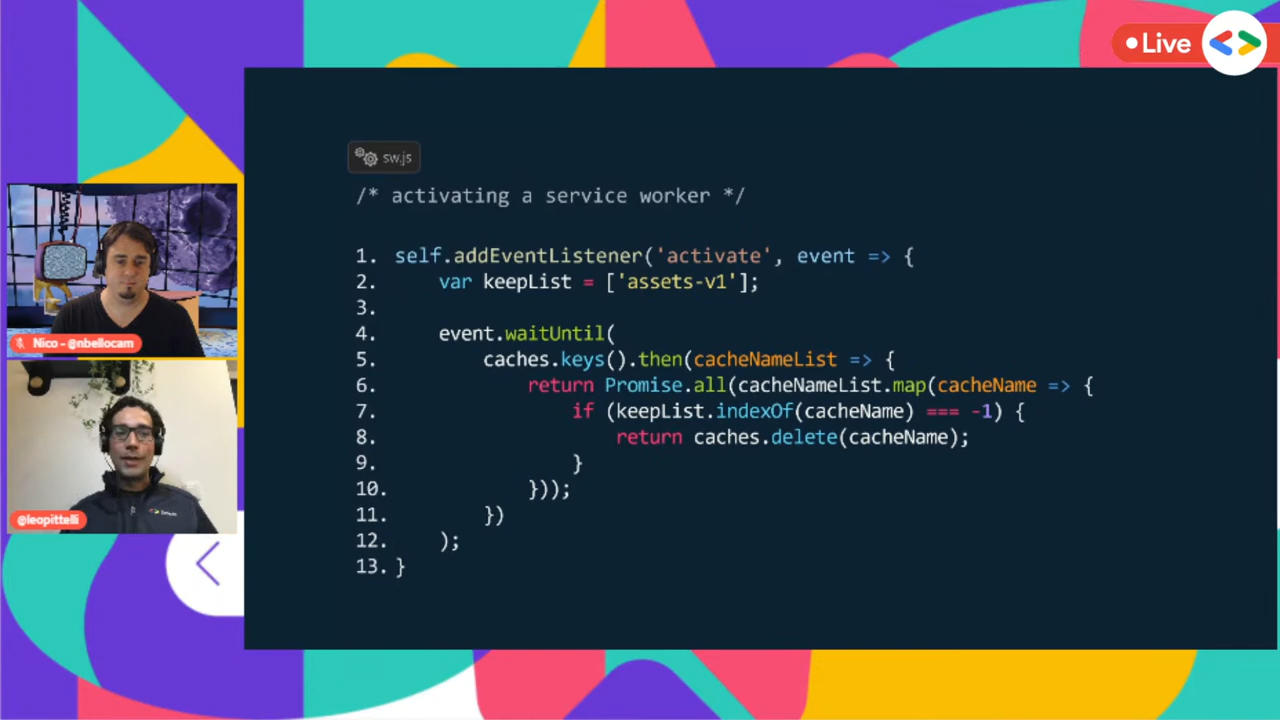 Live
sw.js
/* activating a service worker */
1. self.addEventListener('activate', event => {
2. var keepList = ['assets-v1'];
3.
4. event.waitUntil(
5. caches.keys().then(cacheNameList => {
6. return Promise.all(cacheNameList.map(cacheName => {
7. if (keepList.indexOf(cacheName) === -1) {
8. return caches.delete(cacheName);
9. }
10. }));
11. })
12. );
13. }
Nico - @nbellocam
@leopittelli